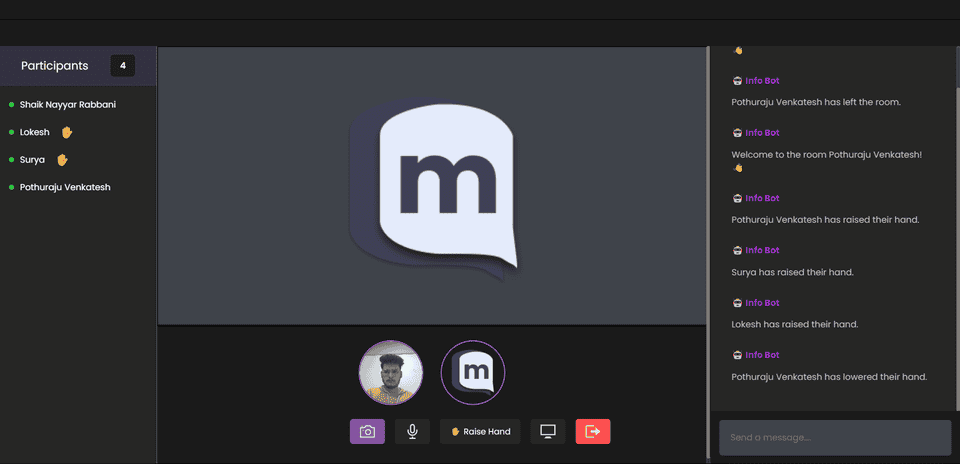 Participants 4
Shaik Nayyar Rabbani
Lokesh
Surya
Pothuraju Venkatesh
m
m
Raise Hand
Info Bot
Pothuraju Venkatesh has left the room.
Info Bot
Welcome to the room Pothuraju Venkatesh!
Info Bot
Pothuraju Venkatesh has raised their hand.
Info Bot
Surya has raised their hand.
Info Bot
Lokesh has raised their hand.
Info Bot
Pothuraju Venkatesh has lowered their hand.
Send a message...